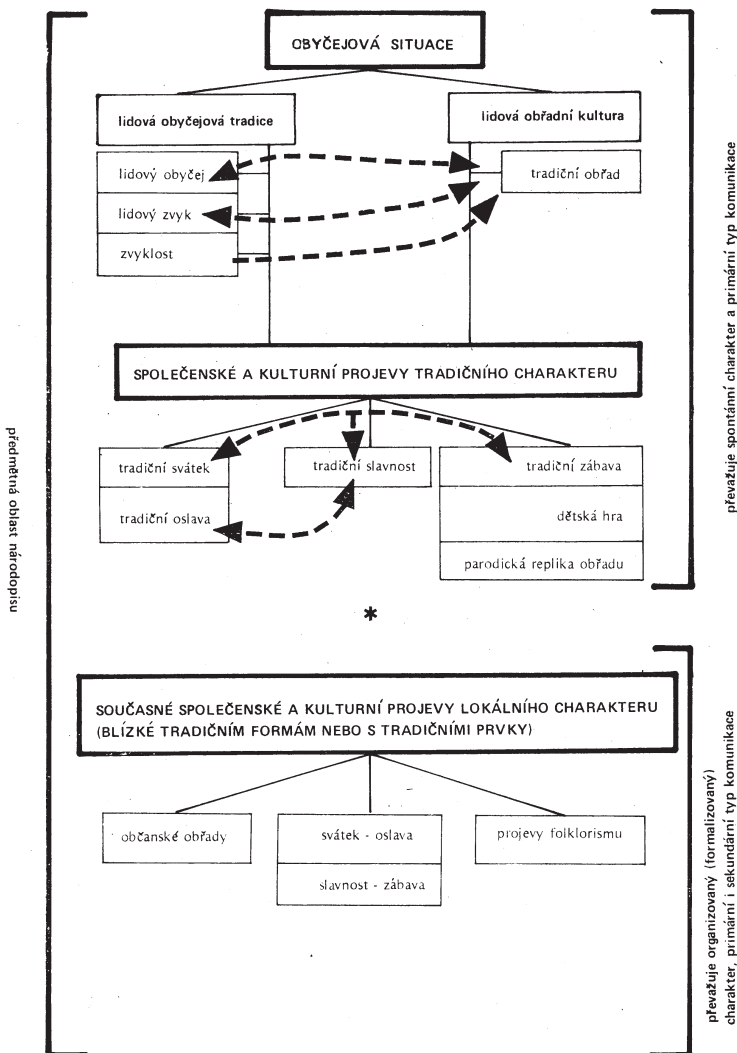 OBYČEJOVÁ SITUACE
lidová obyčejová tradice
lidová obřadní kultura
lidový obyčej
tradiční obřad
lidový zvyk
zvyklost
SPOLEČENSKÉ A KULTURNÍ PROJEVY TRADIČNÍHO CHARAKTERU
tradiční svátek
tradiční slavnost
tradiční zábava
tradiční oslava
dětská hra
parodická replika obřadu
*
SOUČASNÉ SPOLEČENSKÉ A KULTURNÍ PROJEVY LOKÁLNÍHO CHARAKTERU
(BLÍZKÉ TRADIČNÍM FORMÁM NEBO S TRADIČNÍMI PRVKY)
občanské obřady
svátek - oslava
projevy folklorismu
slavnost - zábava
předmětná oblast národopisu
převažuje spontánní charakter a primární typ komunikace
převažuje organizovaný (formalizovaný)
charakter, primární i sekundární typ komunikace